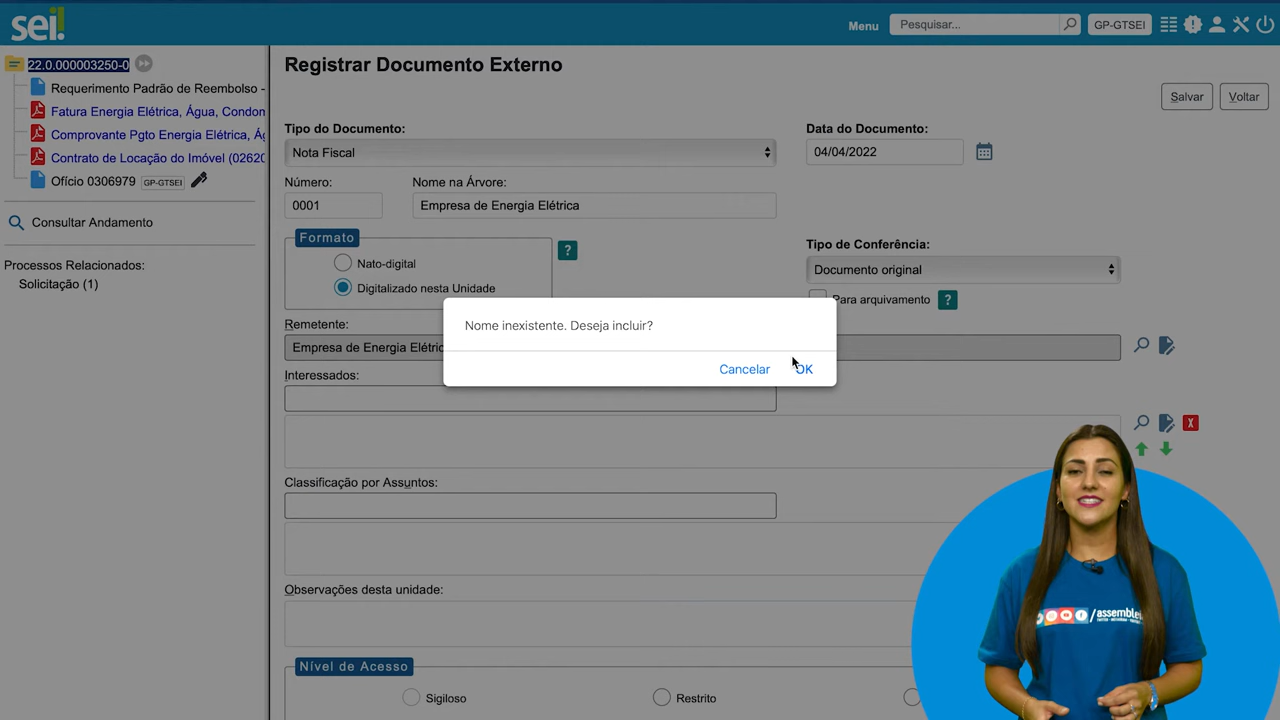 sei!
Menu
Pesquisar...
GP-GTSEI
22.0.000003250-0
Requerimento Padrão de Reembolso -
Fatura Energia Elétrica, Água, Condon
Comprovante Pgto Energia Elétrica, Ág
Contrato de Locação do Imóvel (02620
Ofício 0306979 GP-GTSEI
Consultar Andamento
Processos Relacionados:
Solicitação (1)
Registrar Documento Externo
Salvar
Voltar
Tipo do Documento:
Nota Fiscal
Data do Documento:
04/04/2022
Número:
0001
Nome na Árvore:
Empresa de Energia Elétrica
Formato
Nato-digital
Digitalizado nesta Unidade
?
Tipo de Conferência:
Documento original
Para arquivamento
?
Nome inexistente. Deseja incluir?
Cancelar
OK
Remetente:
Empresa de Energia Elétric
Interessados:
X
Classificação por Assuntos:
Observações desta unidade:
Nível de Acesso
Sigiloso
Restrito
/assemblei